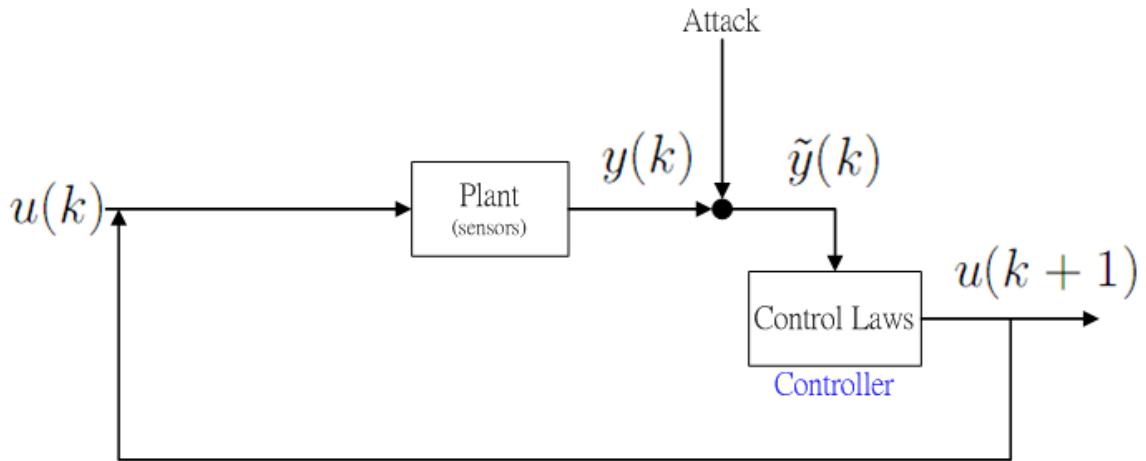 Attack
y(k)
ỹ(k)
u(k)
Plant
(sensors)
u(k + 1)
Control Laws
Controller